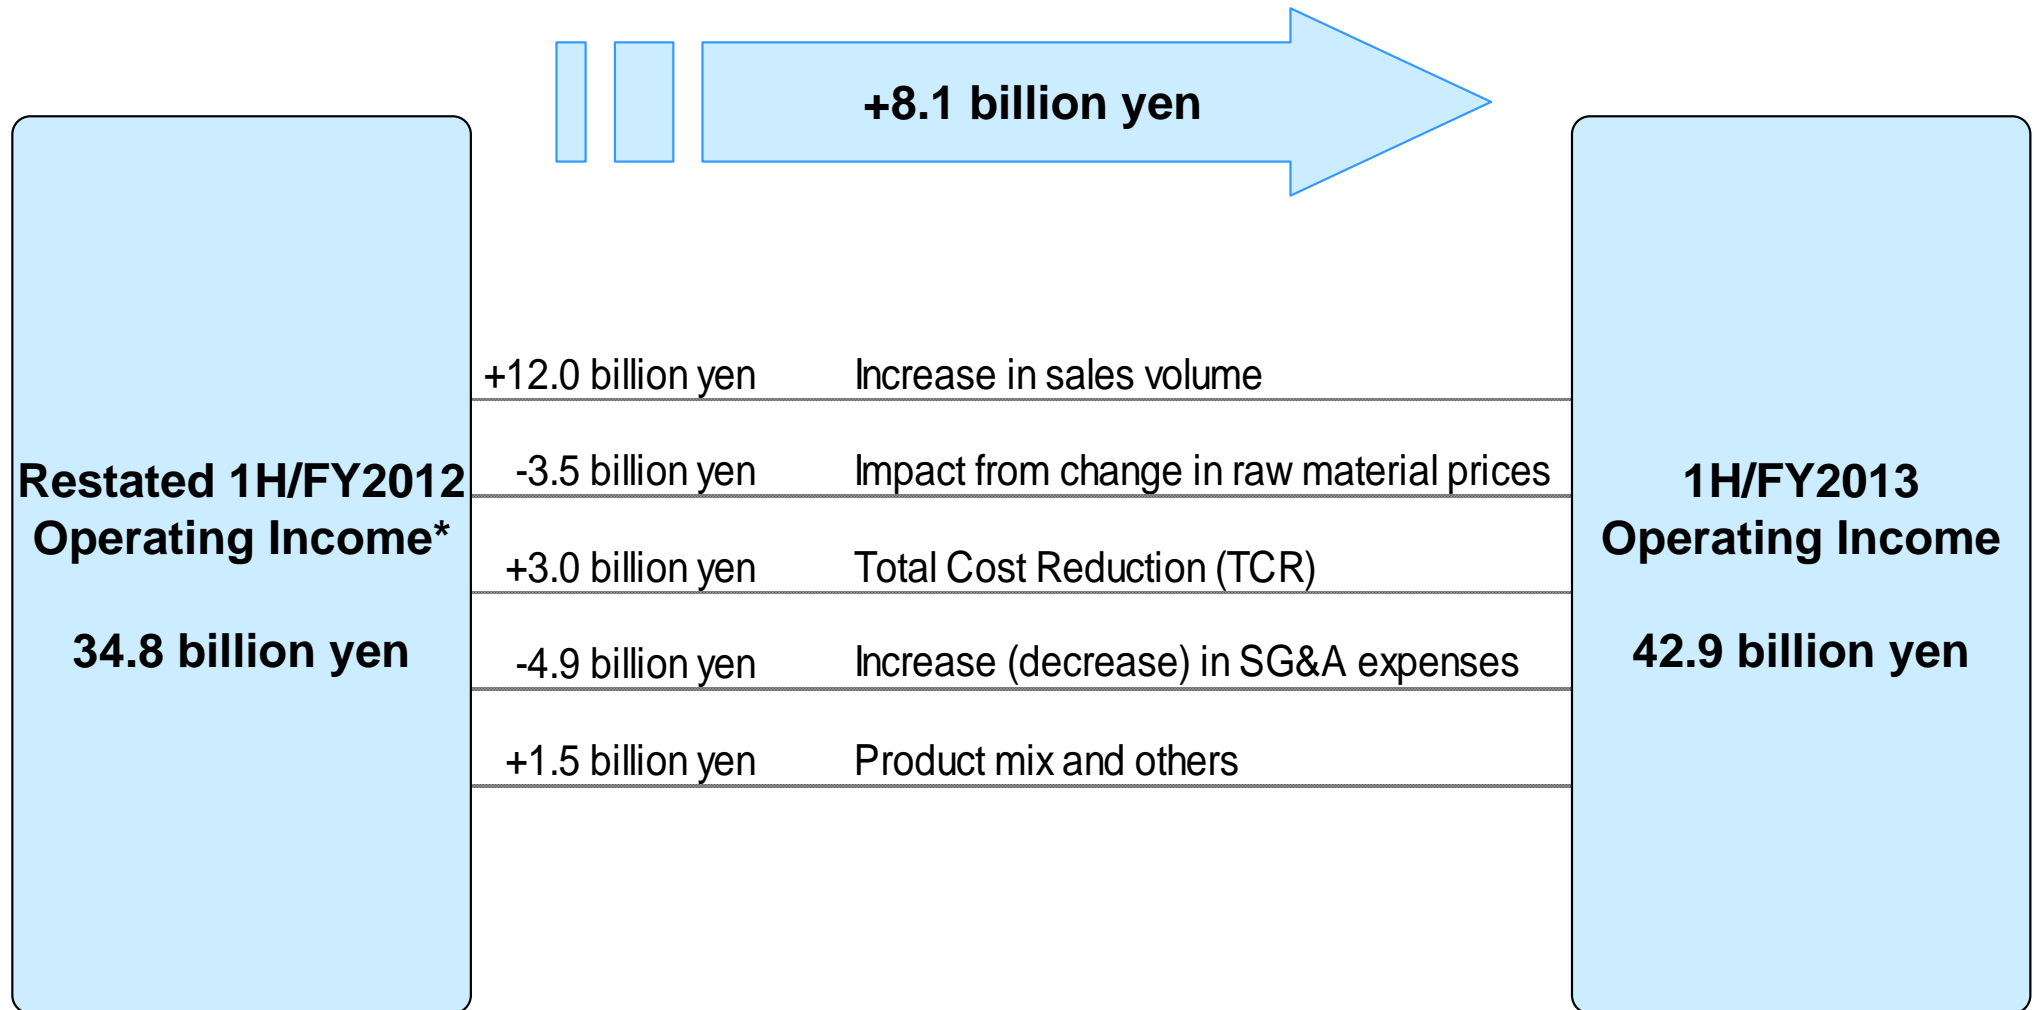 +8.1 billion yen
Restated 1H/FY2012
Operating Income*
34.8 billion yen
+12.0 billion yen Increase in sales volume
-3.5 billion yen Impact from change in raw material prices
+3.0 billion yen Total Cost Reduction (TCR)
-4.9 billion yen Increase (decrease) in SG&A expenses
+1.5 billion yen Product mix and others
1H/FY2013
Operating Income
42.9 billion yen